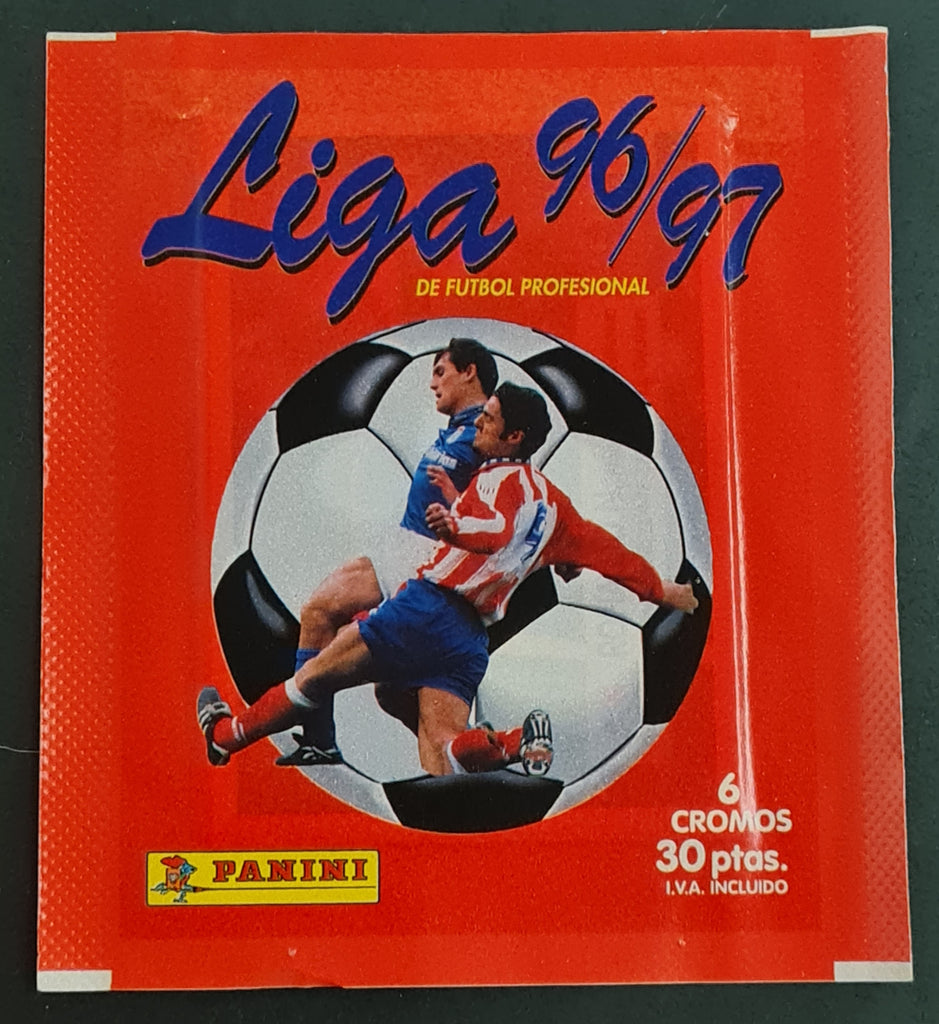 Liga 96/97
DE FUTBOL PROFESIONAL
6
CROMOS
30 ptas.
I.V.A. INCLUIDO
PANINI